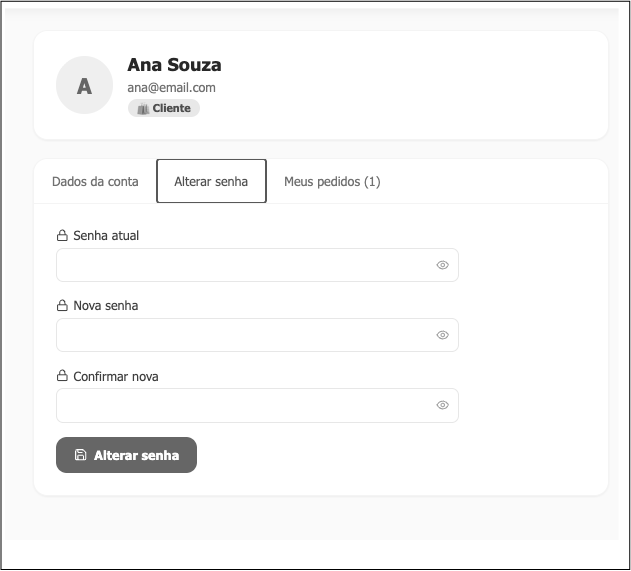 A
Ana Souza
ana@email.com
Cliente
Dados da conta
Alterar senha
Meus pedidos (1)
Senha atual
Nova senha
Confirmar nova
Alterar senha